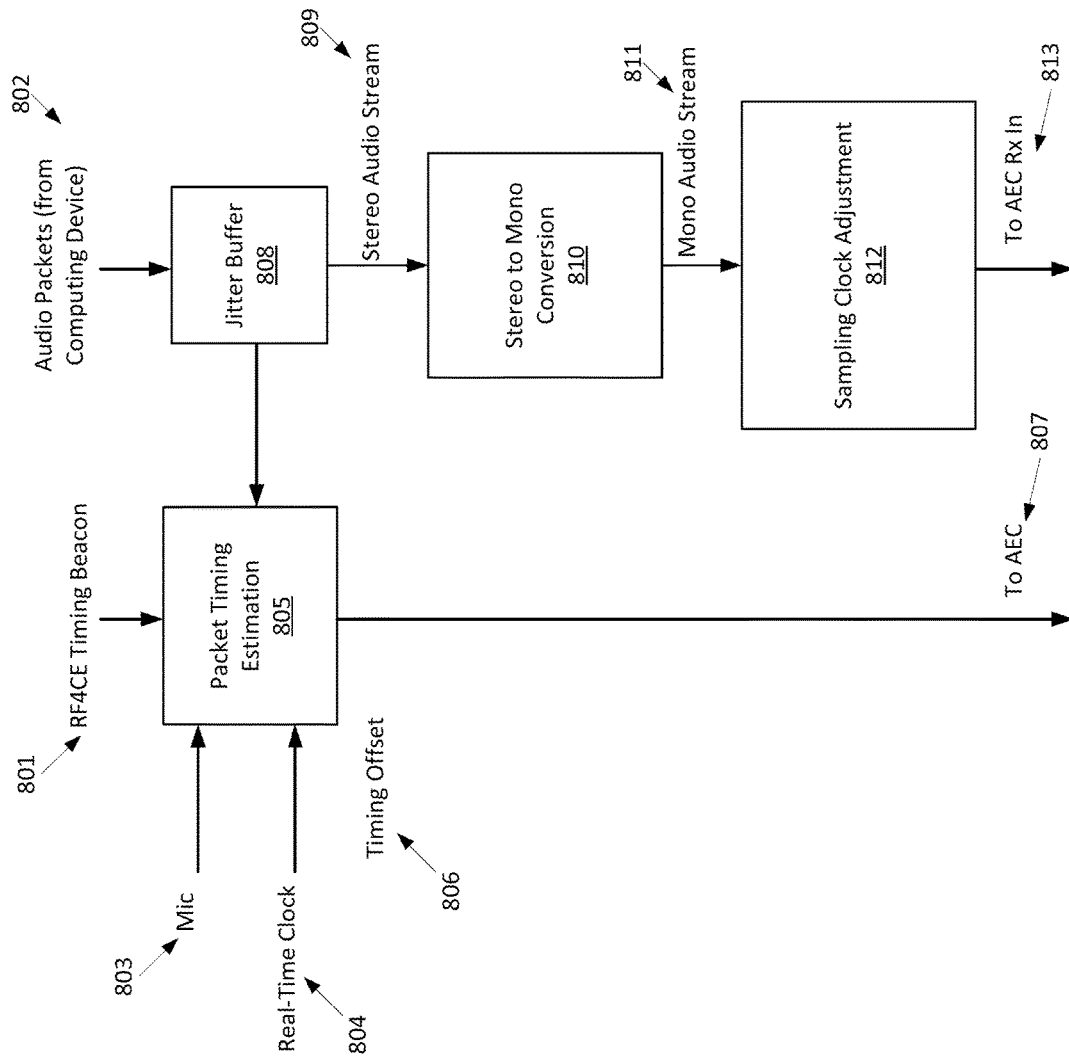 802
Audio Packets (from
Computing Device)
801
RF4CE Timing Beacon
Jitter Buffer
808
809
Stereo Audio Stream
803
Mic
Real-Time Clock
804
Packet Timing
Estimation
805
Timing Offset
806
Stereo to Mono
Conversion
810
811
Mono Audio Stream
Sampling Clock Adjustment
812
To AEC
807
To AEC Rx In
813